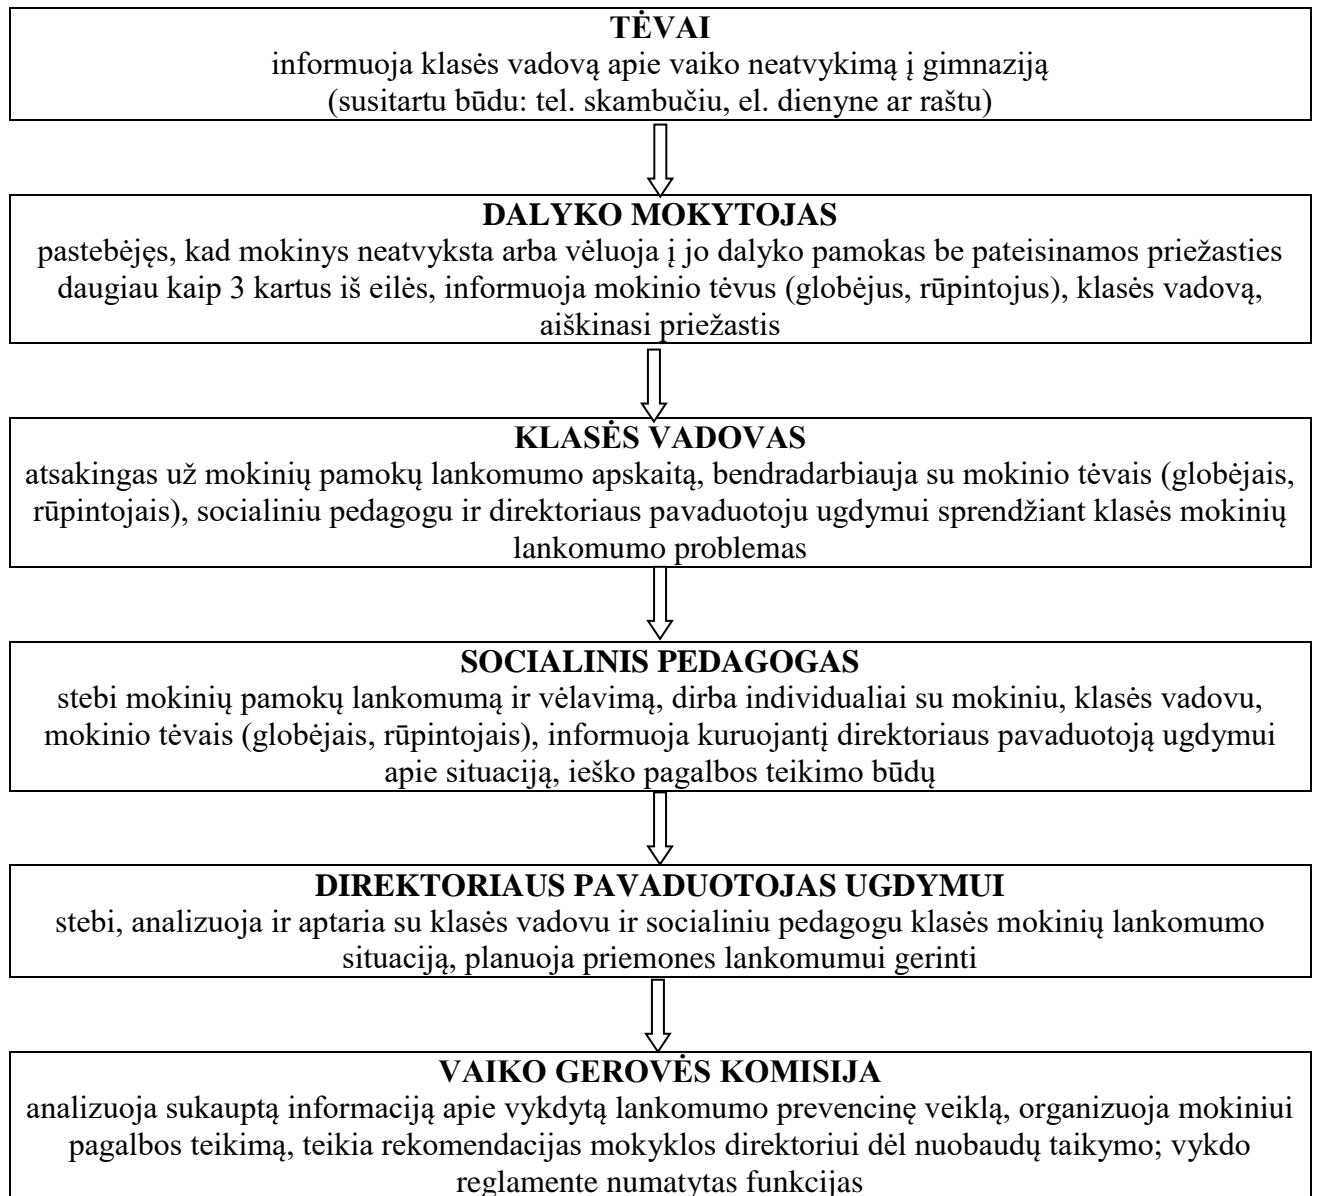 TĖVAI
informuoja klasės vadovą apie vaiko neatvykimą į gimnaziją
(susitartu būdu: tel. skambučiu, el. dienyne ar raštu)
DALYKO MOKYTOJAS
pastebėjęs, kad mokinys neatvyksta arba vėluoja į jo dalyko pamokas be pateisinamos priežasties
daugiau kaip 3 kartus iš eilės, informuoja mokinio tėvus (globėjus, rūpintojus), klasės vadovą,
aiškinasi priežastis
KLASĖS VADOVAS
atsakingas už mokinių pamokų lankomumo apskaitą, bendradarbiauja su mokinio tėvais (globėjais,
rūpintojais), socialiniu pedagogu ir direktoriaus pavaduotoju ugdymui sprendžiant klasės mokinių
lankomumo problemas
SOCIALINIS PEDAGOGAS
stebi mokinių pamokų lankomumą ir vėlavimą, dirba individualiai su mokiniu, klasės vadovu,
mokinio tėvais (globėjais, rūpintojais), informuoja kuruojantį direktoriaus pavaduotoją ugdymui
apie situaciją, ieško pagalbos teikimo būdų
DIREKTORIAUS PAVADUOTOJAS UGDYMUI
stebi, analizuoja ir aptaria su klasės vadovu ir socialiniu pedagogu klasės mokinių lankomumo
situaciją, planuoja priemones lankomumui gerinti
VAIKO GEROVĖS KOMISIJA
analizuoja sukauptą informaciją apie vykdytą lankomumo prevencinę veiklą, organizuoja mokiniui
pagalbos teikimą, teikia rekomendacijas mokyklos direktoriui dėl nuobaudų taikymo; vykdo
reglamente numatytas funkcijas